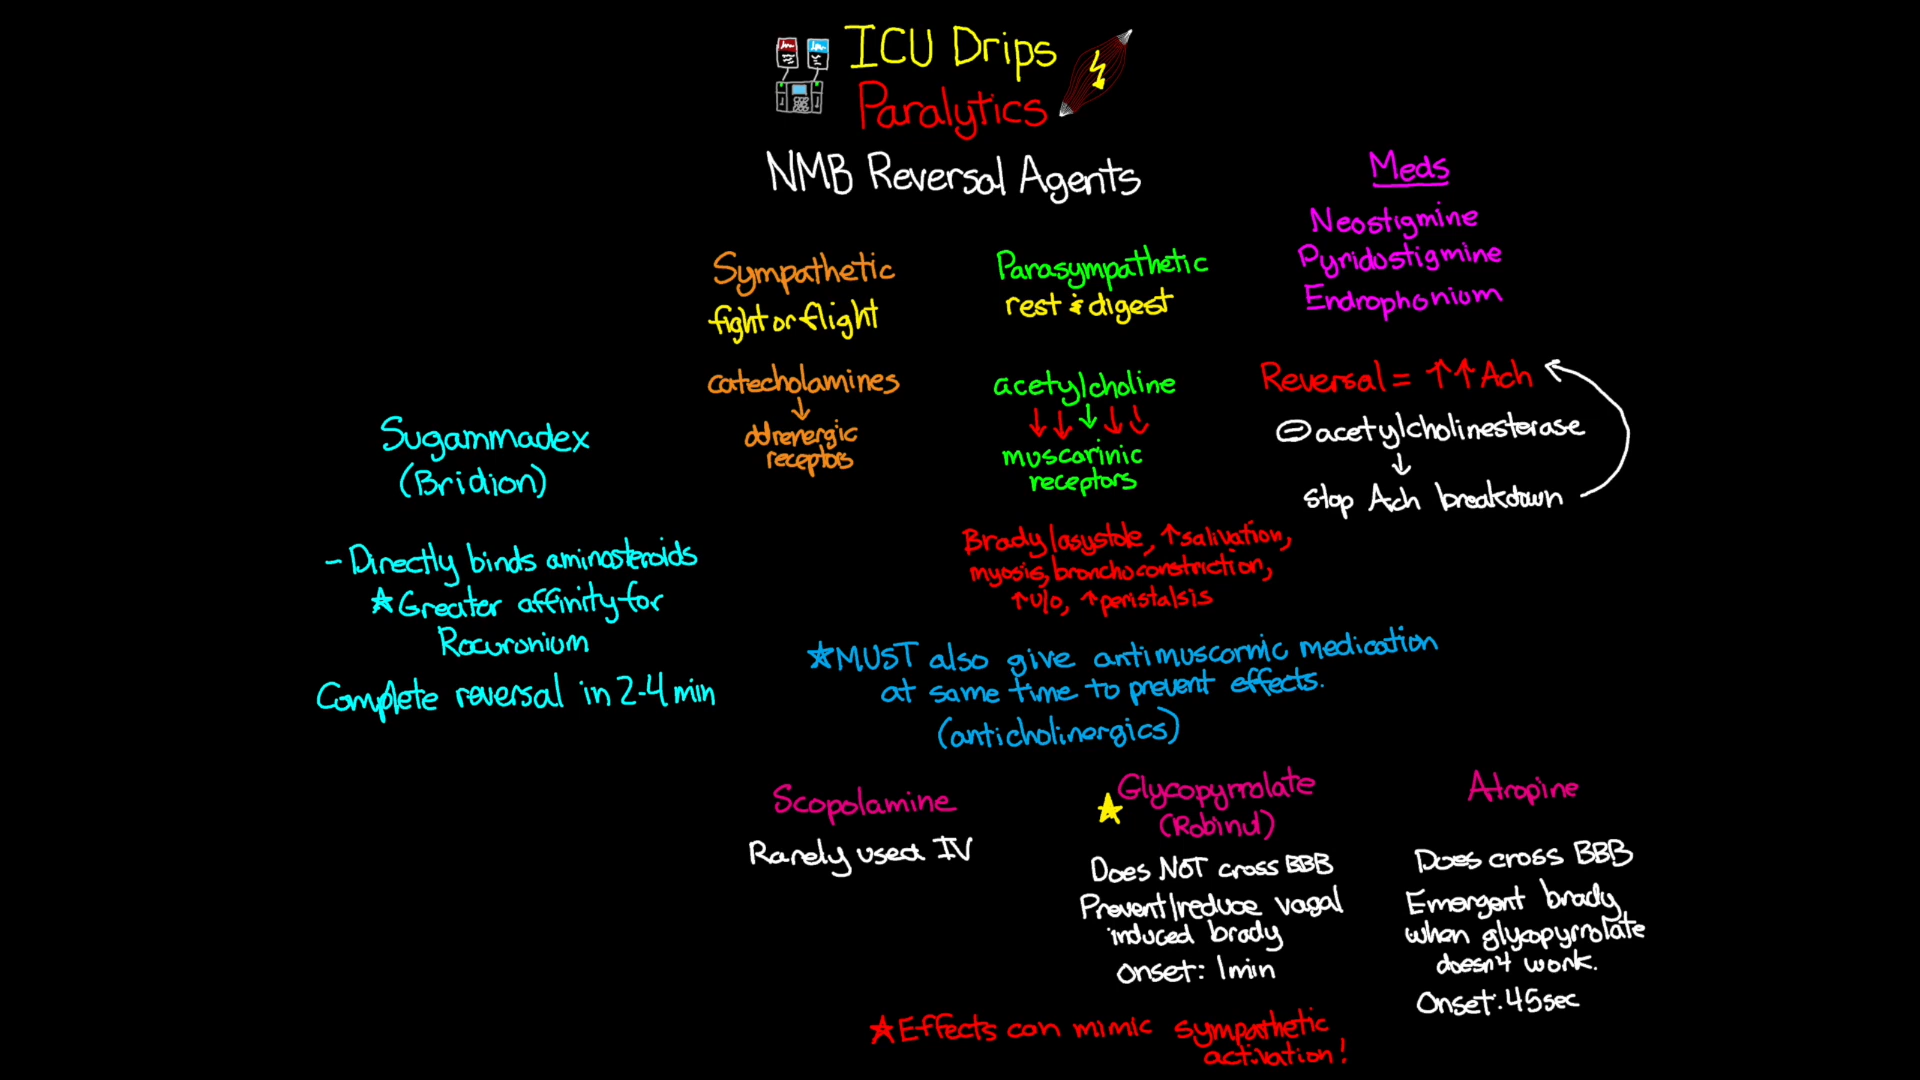 ICU Drips
Paralytics
NMB Reversal Agents
Meds
Neostigmine
Pyridostigmine
Endrophonium
Sympathetic
fight or flight
catecholamines
↓
adrenergic
receptors
Parasympathetic
rest & digest
acetylcholine
↓↓↓↓↓
muscarinic
receptors
Reversal = ↑↑ Ach
⊖ acetylcholinesterase
↓
stop Ach breakdown
Brady/asystole, ↑salivation,
myosis, bronchoconstriction,
↑u/o, ↑peristalsis
Sugammadex
(Bridion)
- Directly binds aminosteroids
★Greater affinity for
Rocuronium
Complete reversal in 2-4 min
★MUST also give antimuscarnic medication
at same time to prevent effects.
(anticholinergics)
Scopolamine
Rarely used IV
★Glycopyrrolate
(Robinul)
Does NOT cross BBB
Prevent/reduce vagal
induced brady
Onset: 1min
Atropine
Does cross BBB
Emergent brady
when glycopyrrolate
doesn't work.
Onset: 45sec
★Effects can mimic sympathetic
activation!